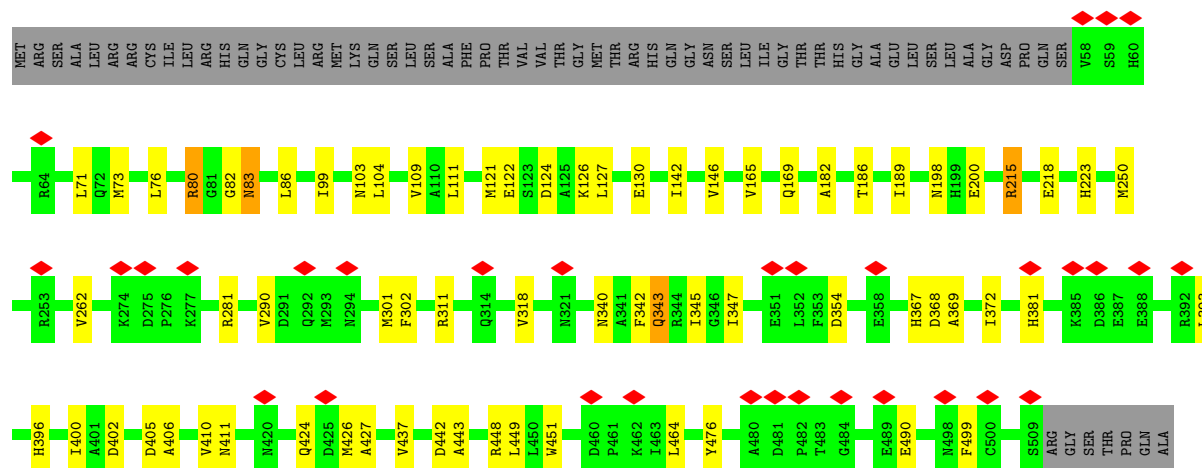 MET ARG SER ALA LEU ARG ARG CYS ILE LEU ARG HIS GLN GLY CYS LEU ARG MET LYS GLN SER LEU SER ALA PHE PRO THR VAL VAL THR GLY MET THR ARG HIS GLN GLY ASN SER LEU ILE GLY THR THR HIS GLY ALA GLU LEU SER LEU ALA GLY ASP PRO GLN SER V58 S59 H60
R64 L71 Q72 M73 L76 R80 G81 G82 N83 L86 I99 N103 L104 V109 A110 L111 M121 E122 S123 D124 A125 K126 L127 E130 I142 V146 V165 Q169 A182 T186 I189 N198 H199 E200 R215 E218 H223 M250
R253 V262 K274 D275 P276 K277 R281 V290 D291 Q292 M293 N294 M301 F302 R311 Q314 V318 N321 N340 A341 F342 Q343 R344 I345 G346 I347 E351 L352 F353 D354 E358 H367 D368 A369 I372 H381 K385 D386 E387 E388 R392
H396 I400 A401 D402 D405 A406 V410 N411 N420 Q424 D425 M426 A427 V437 D442 A443 R448 L449 L450 W451 D460 P461 K462 I463 L464 Y476 A480 D481 P482 T483 G484 E489 E490 N498 F499 C500 S509 ARG GLY SER THR PRO GLN ALA